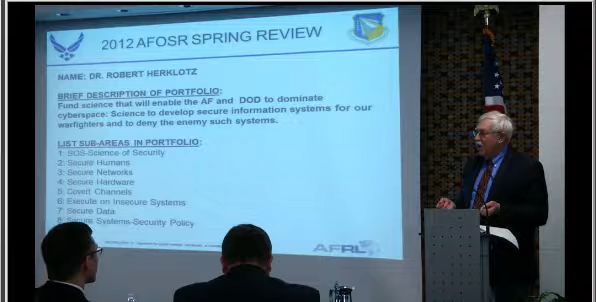 2012 AFOSR SPRING REVIEW
NAME: DR. ROBERT HERKLOTZ
BRIEF DESCRIPTION OF PORTFOLIO:
Fund science that will enable the AF and DOD to dominate
cyberspace: Science to develop secure information systems for our
warfighters and to deny the enemy such systems.
LIST SUB-AREAS IN PORTFOLIO:
1: SOS-Science of Security
2: Secure Humans
3: Secure Networks
4: Secure Hardware
5: Covert Channels
6: Execute on Insecure Systems
7: Secure Data
8: Secure Systems-Security Policy
AFRL